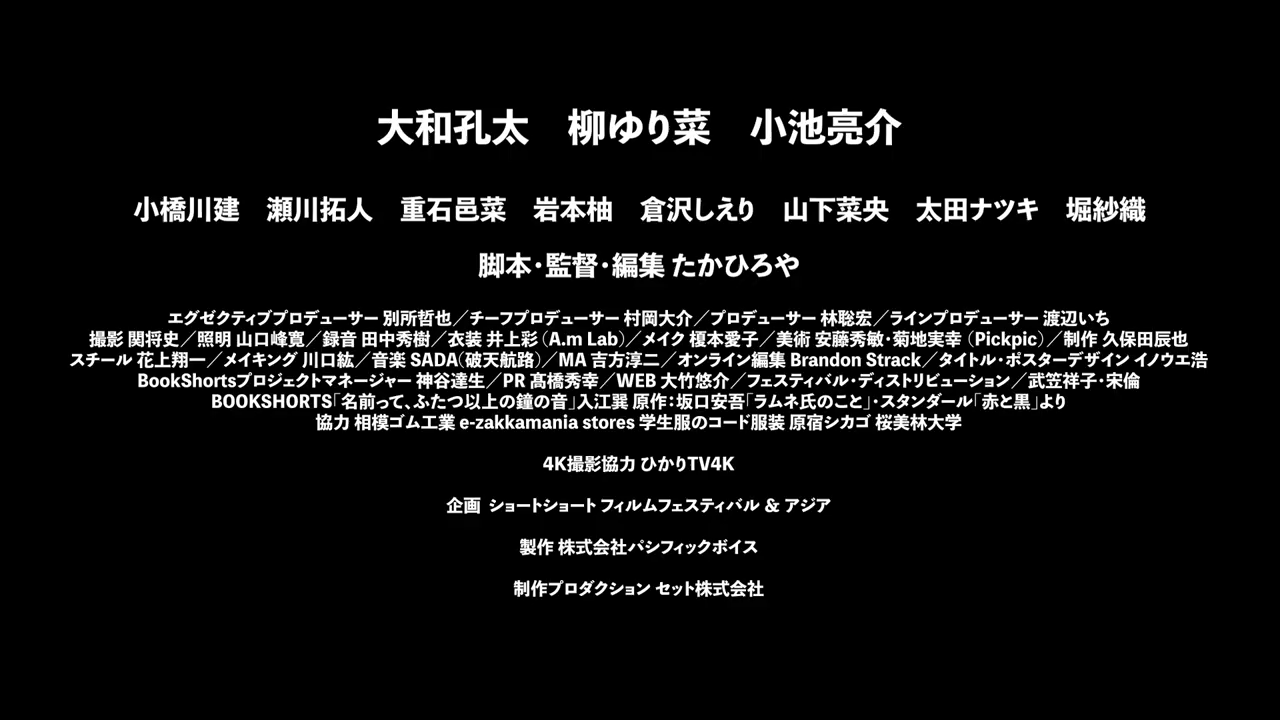 大和孔太　柳ゆり菜　小池亮介
小橋川建　瀬川拓人　重石邑菜　岩本柚　倉沢しえり　山下菜央　太田ナツキ　堀紗織
脚本・監督・編集 たかひろや
エグゼクティブプロデューサー 別所哲也／チーフプロデューサー 村岡大介／プロデューサー 林聡宏／ラインプロデューサー 渡辺いち
撮影 関将史／照明 山口峰寛／録音 田中秀樹／衣装 井上彩（A.m Lab）／メイク 榎本愛子／美術 安藤秀敏・菊地実幸（Pickpic）／制作 久保田辰也
スチール 花上翔一／メイキング 川口紘／音楽 SADA（破天航路）／MA 吉方淳二／オンライン編集 Brandon Strack／タイトル・ポスターデザイン イノウエ浩
BookShortsプロジェクトマネージャー 神谷達生／PR 髙橋秀幸／WEB 大竹悠介／フェスティバル・ディストリビューション／武笠祥子・宋倫
BOOKSHORTS「名前って、ふたつ以上の鐘の音」入江巽 原作：坂口安吾「ラムネ氏のこと」・スタンダール「赤と黒」より
協力 相模ゴム工業 e-zakkamania stores 学生服のコード服装 原宿シカゴ 桜美林大学
4K撮影協力 ひかりTV4K
企画 ショートショート フィルムフェスティバル & アジア
製作 株式会社パシフィックボイス
制作プロダクション セット株式会社